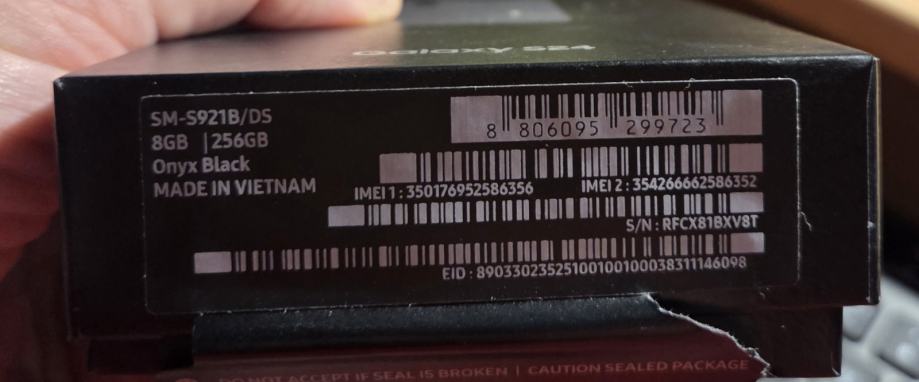 Galaxy S24
SM-S921B/DS
8GB | 256GB
Onyx Black
MADE IN VIETNAM
8 806095 299723
IMEI 1 : 350176952586356
IMEI 2 : 354266662586352
S/N : RFCX81BXV8T
EID : 89033023525100100100038311146098
DO NOT ACCEPT IF SEAL IS BROKEN | CAUTION SEALED PACKAGE